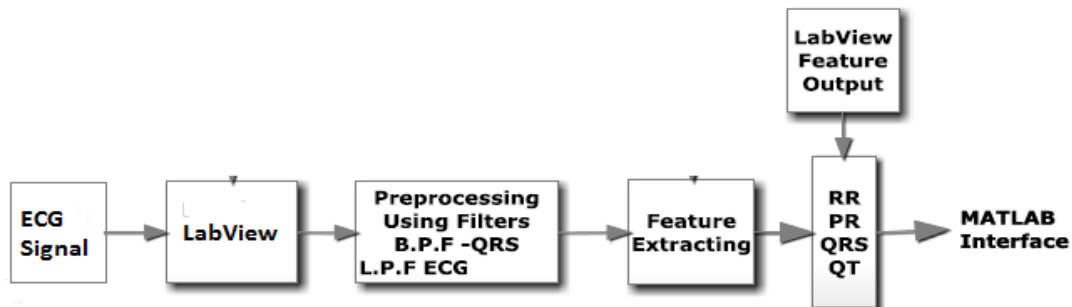 LabView
Feature
Output
ECG
Signal
LabView
Preprocessing
Using Filters
B.P.F -QRS
L.P.F ECG
Feature
Extracting
RR
PR
QRS
QT
MATLAB
Interface